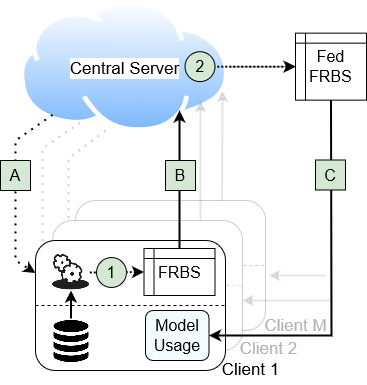 Central Server
2
Fed
FRBS
A
B
C
1
FRBS
Model
Usage
Client M
Client 2
Client 1